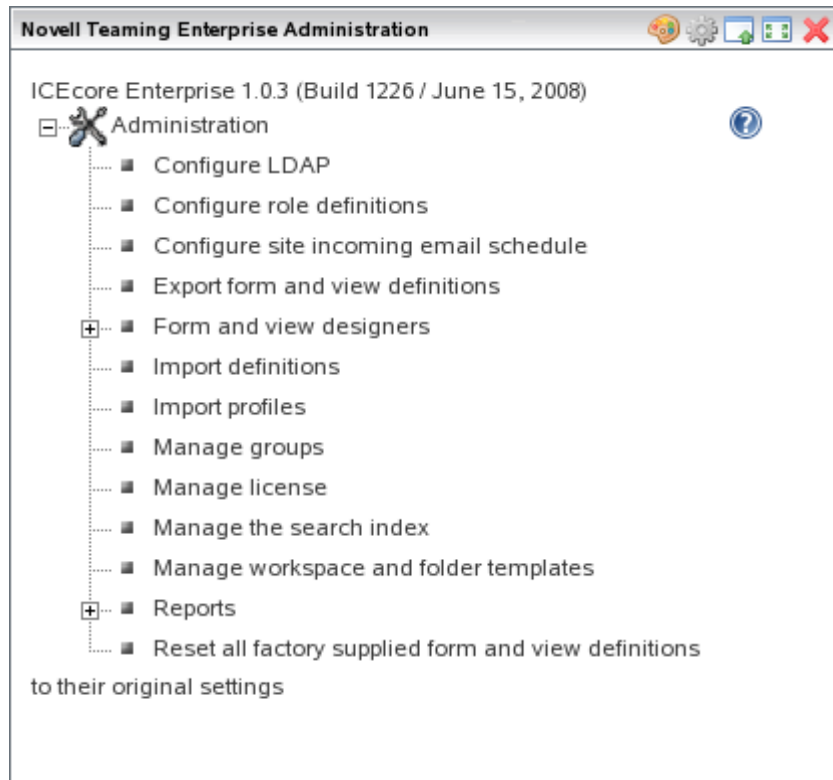 Novell Teaming Enterprise Administration
ICEcore Enterprise 1.0.3 (Build 1226 / June 15, 2008)
Administration
Configure LDAP
Configure role definitions
Configure site incoming email schedule
Export form and view definitions
Form and view designers
Import definitions
Import profiles
Manage groups
Manage license
Manage the search index
Manage workspace and folder templates
Reports
Reset all factory supplied form and view definitions
to their original settings